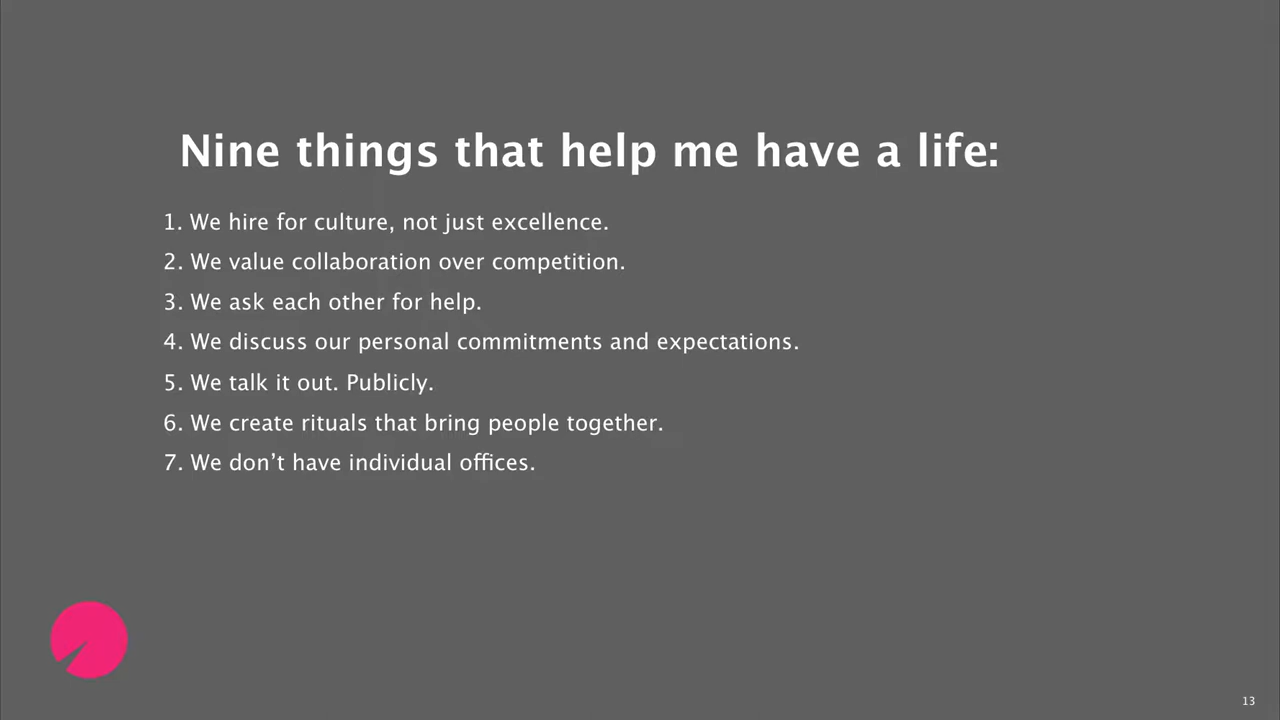 Nine things that help me have a life:
1. We hire for culture, not just excellence.
2. We value collaboration over competition.
3. We ask each other for help.
4. We discuss our personal commitments and expectations.
5. We talk it out. Publicly.
6. We create rituals that bring people together.
7. We don’t have individual offices.
13